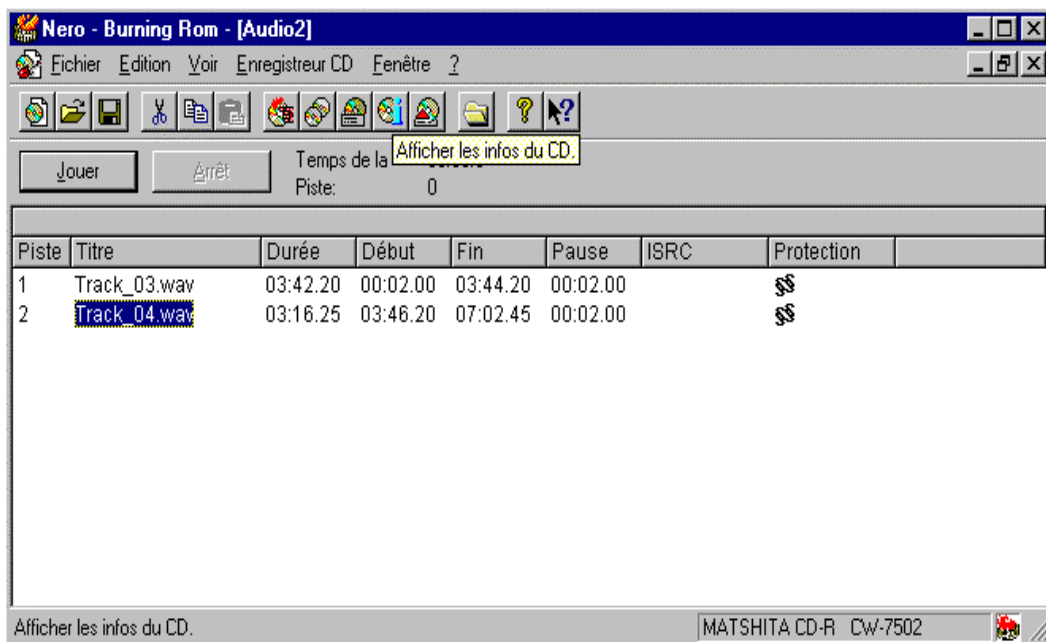 Nero - Burning Rom - [Audio2]
Fichier Edition Voir Enregistreur CD Fenêtre ?
Afficher les infos du CD.
Jouer Arrêt Temps de la
Piste: 0
Piste Titre Durée Début Fin Pause ISRC Protection
1 Track_03.wav 03:42.20 00:02.00 03:44.20 00:02.00 §§
2 Track_04.wav 03:16.25 03:46.20 07:02.45 00:02.00 §§
Afficher les infos du CD. MATSHITA CD-R CW-7502